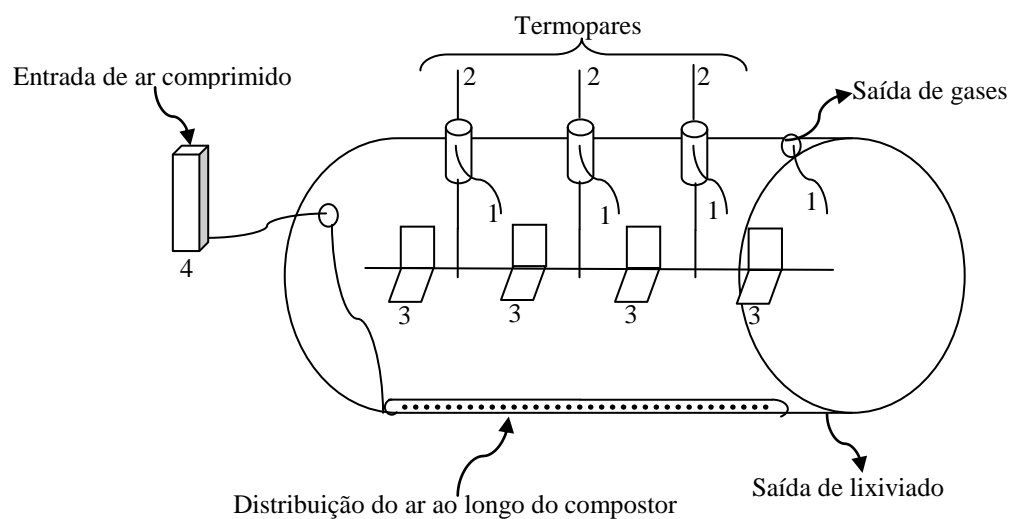 Termopares
Entrada de ar comprimido
2 2 2
Saída de gases
1 1 1 1
4
3 3 3 3
Saída de lixiviado
Distribuição do ar ao longo do compostor